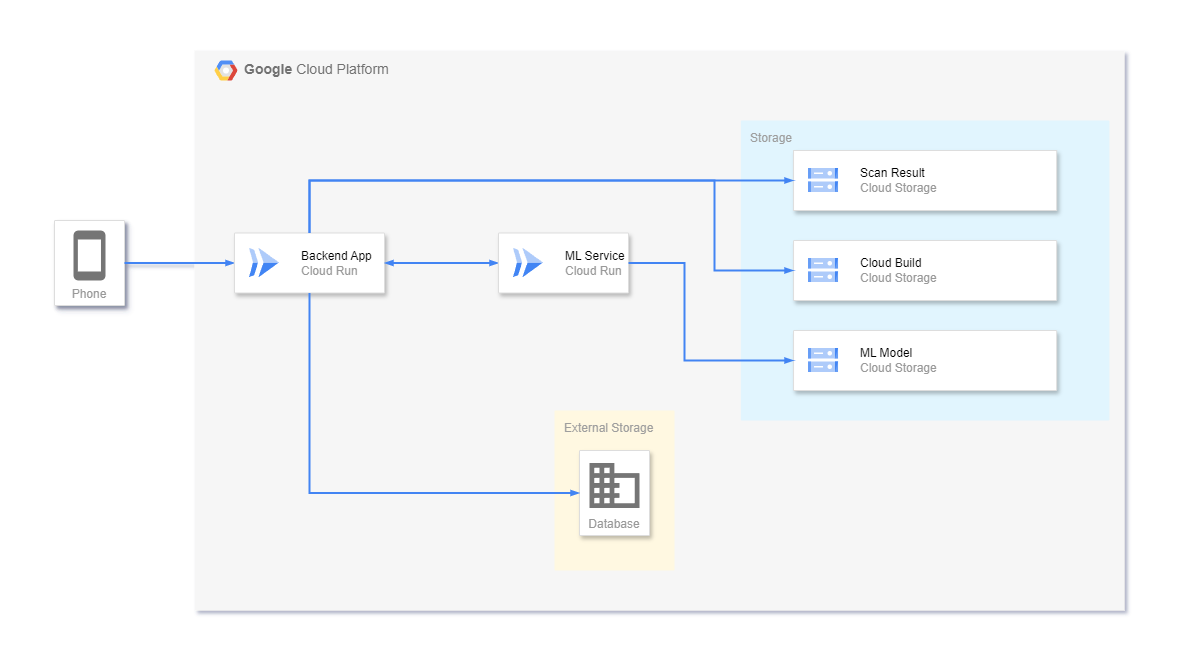 Google Cloud Platform
Storage
Scan Result
Cloud Storage
Phone
Backend App
Cloud Run
ML Service
Cloud Run
Cloud Build
Cloud Storage
ML Model
Cloud Storage
External Storage
Database